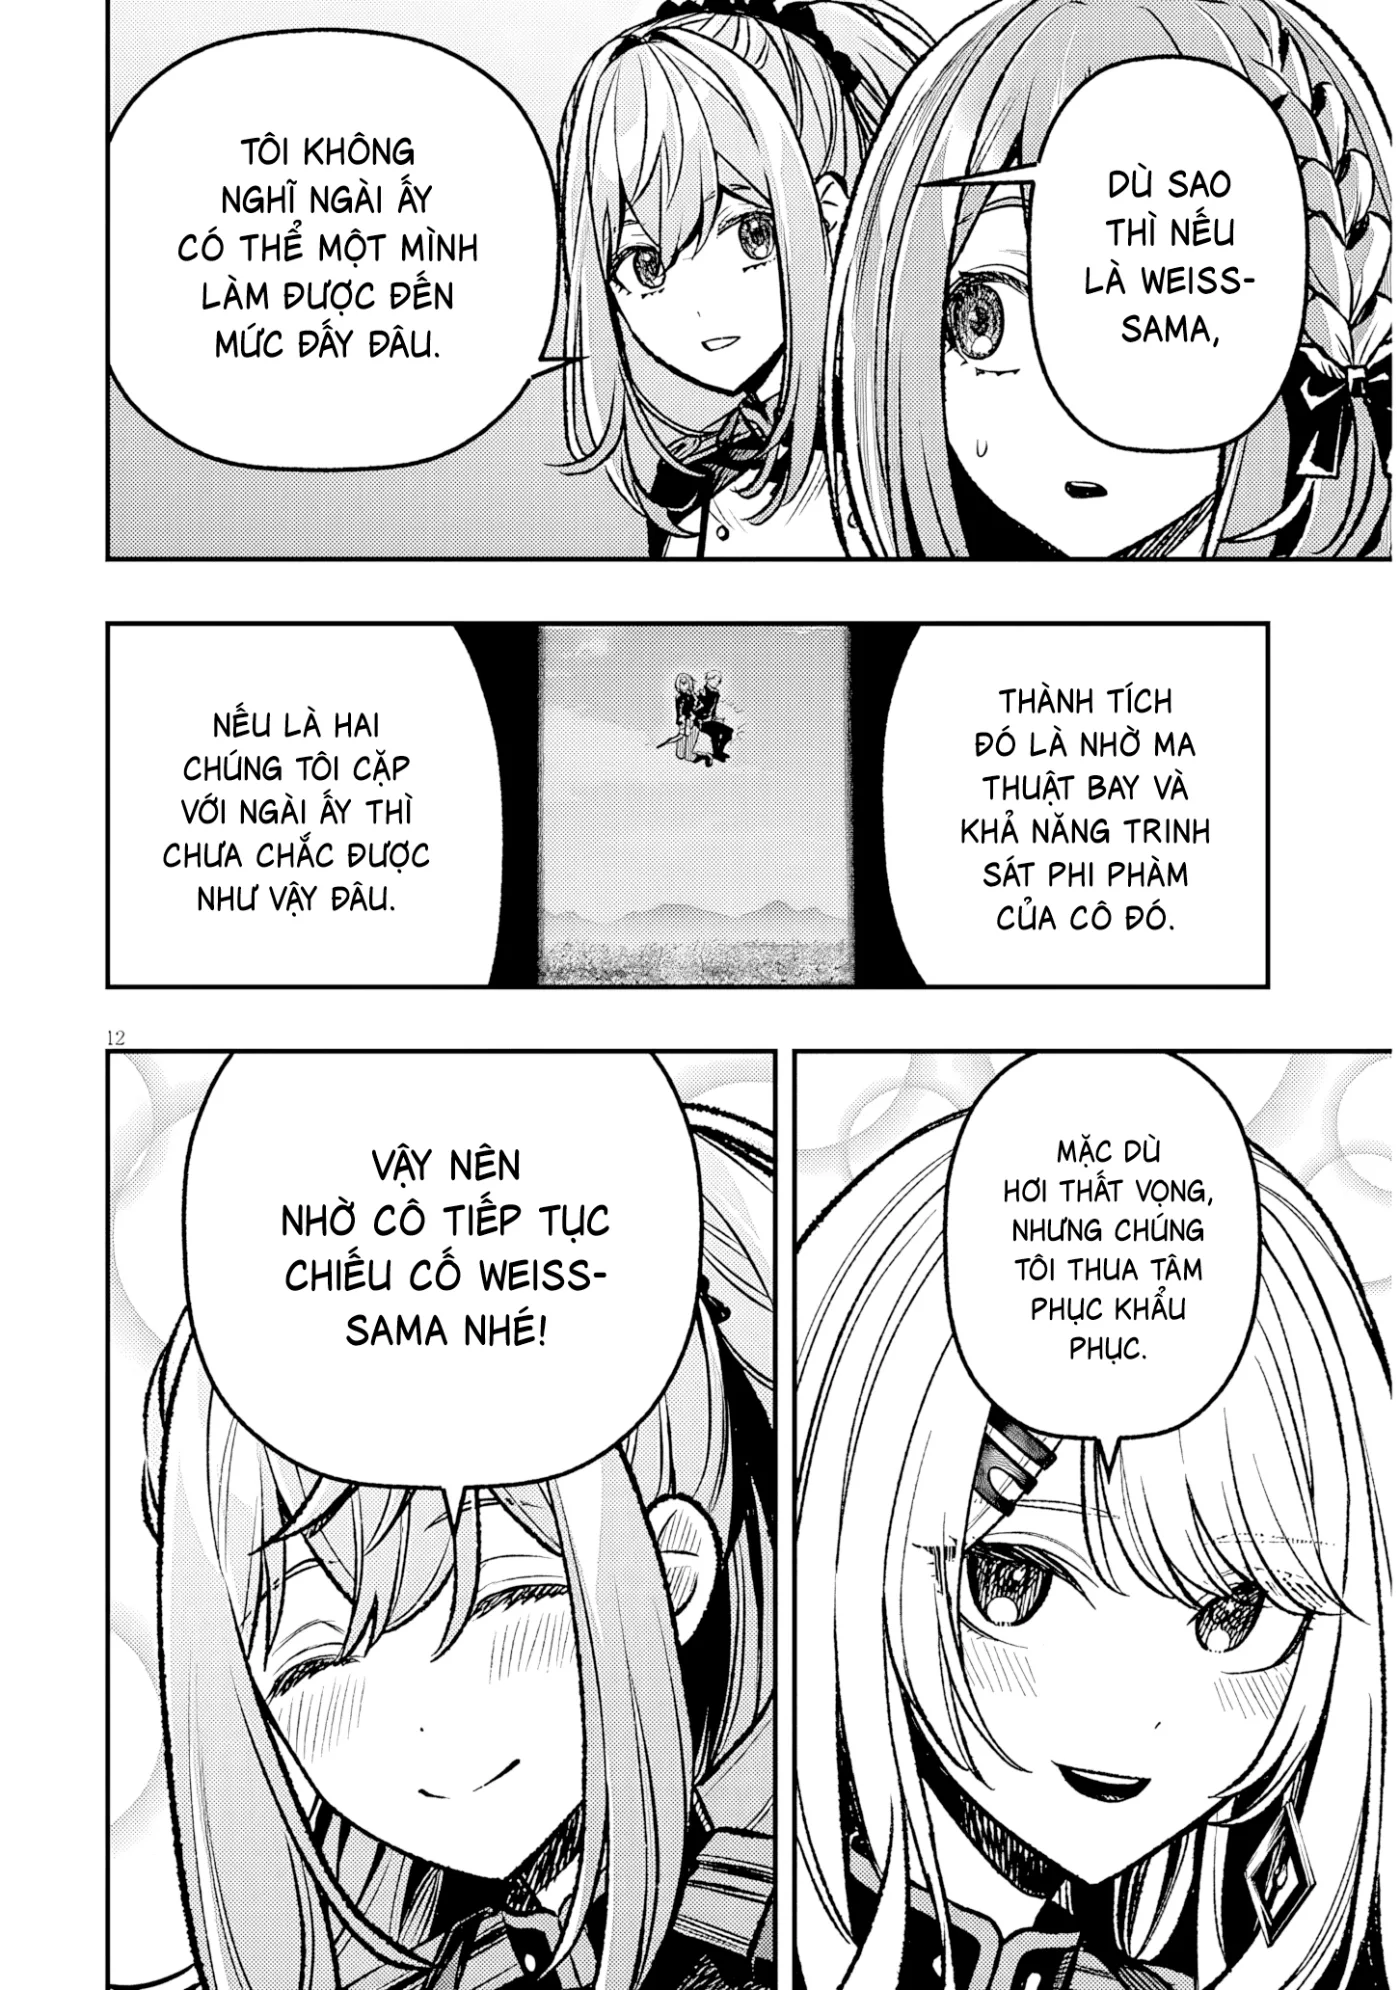 DÙ SAO
THÌ NẾU
LÀ WEISS-
SAMA,
TÔI KHÔNG
NGHĨ NGÀI ẤY
CÓ THỂ MỘT MÌNH
LÀM ĐƯỢC ĐẾN
MỨC ĐẤY ĐÂU.
THÀNH TÍCH
ĐÓ LÀ NHỜ MA
THUẬT BAY VÀ
KHẢ NĂNG TRINH
SÁT PHI PHÀM
CỦA CÔ ĐÓ.
NẾU LÀ HAI
CHÚNG TÔI CẶP
VỚI NGÀI ẤY THÌ
CHƯA CHẮC ĐƯỢC
NHƯ VẬY ĐÂU.
12
MẶC DÙ
HƠI THẤT VỌNG,
NHƯNG CHÚNG
TÔI THUA TÂM
PHỤC KHẨU
PHỤC.
VẬY NÊN
NHỜ CÔ TIẾP TỤC
CHIẾU CỐ WEISS-
SAMA NHÉ!